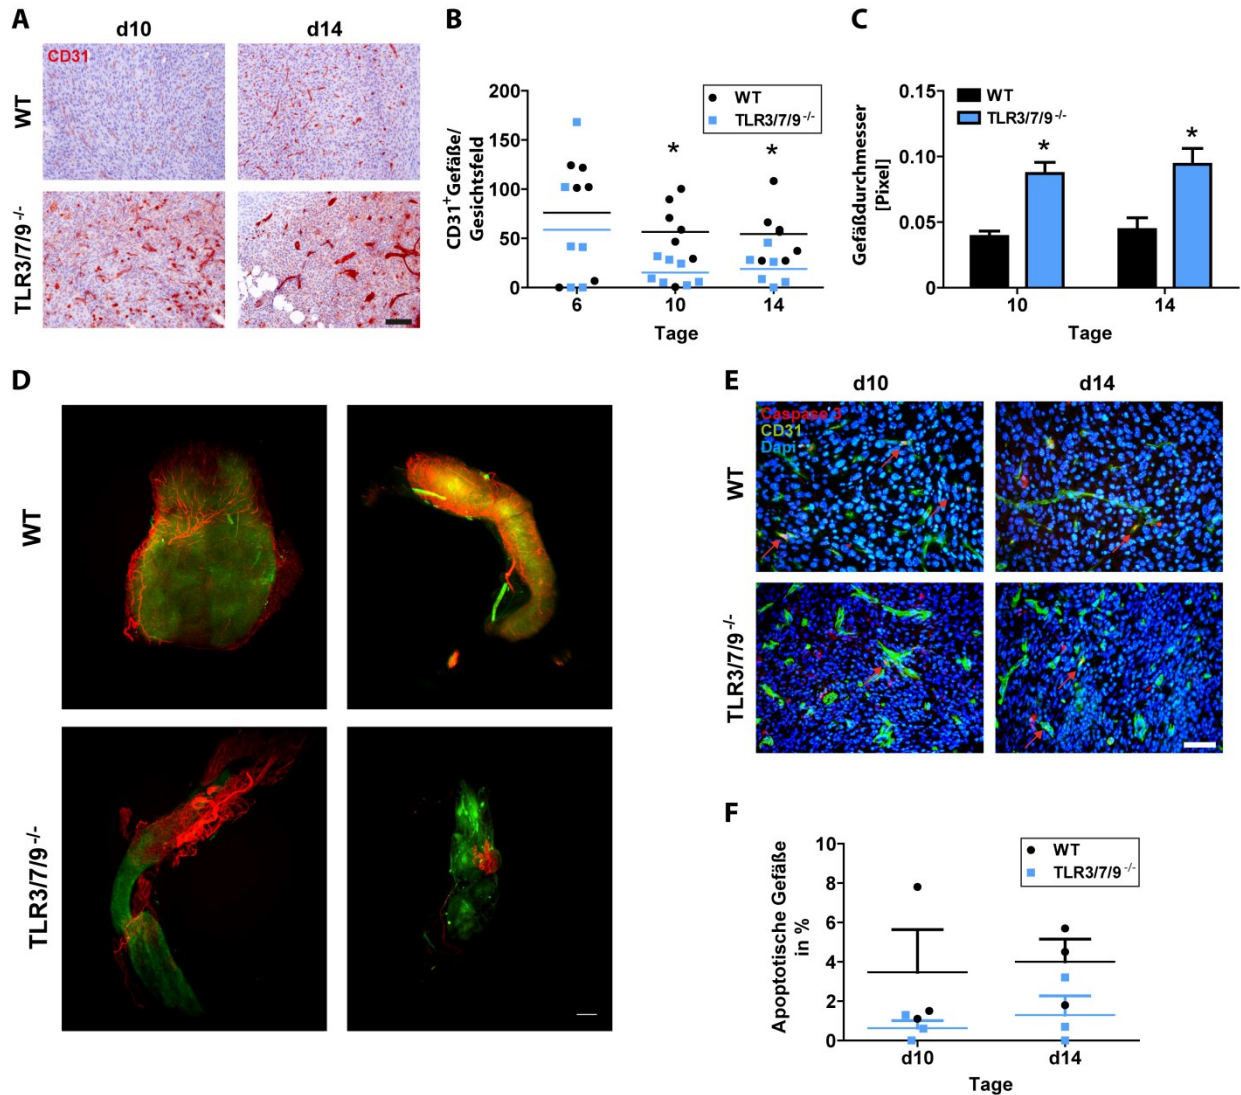 A
d10
d14
CD31
WT
TLR3/7/9-/-
B
CD31+Gefäße/
Gesichtsfeld
200
150
100
50
0
WT
TLR3/7/9-/-
*
*
6
10
14
Tage
C
Gefäßdurchmesser
[Pixel]
0.15
0.10
0.05
0
WT
TLR3/7/9-/-
*
*
10
14
Tage
D
WT
TLR3/7/9-/-
E
d10
d14
Caspase 3
CD31
Dapi
WT
TLR3/7/9-/-
F
Apoptotische Gefäße
in %
10
8
6
4
2
0
WT
TLR3/7/9-/-
d10
d14
Tage